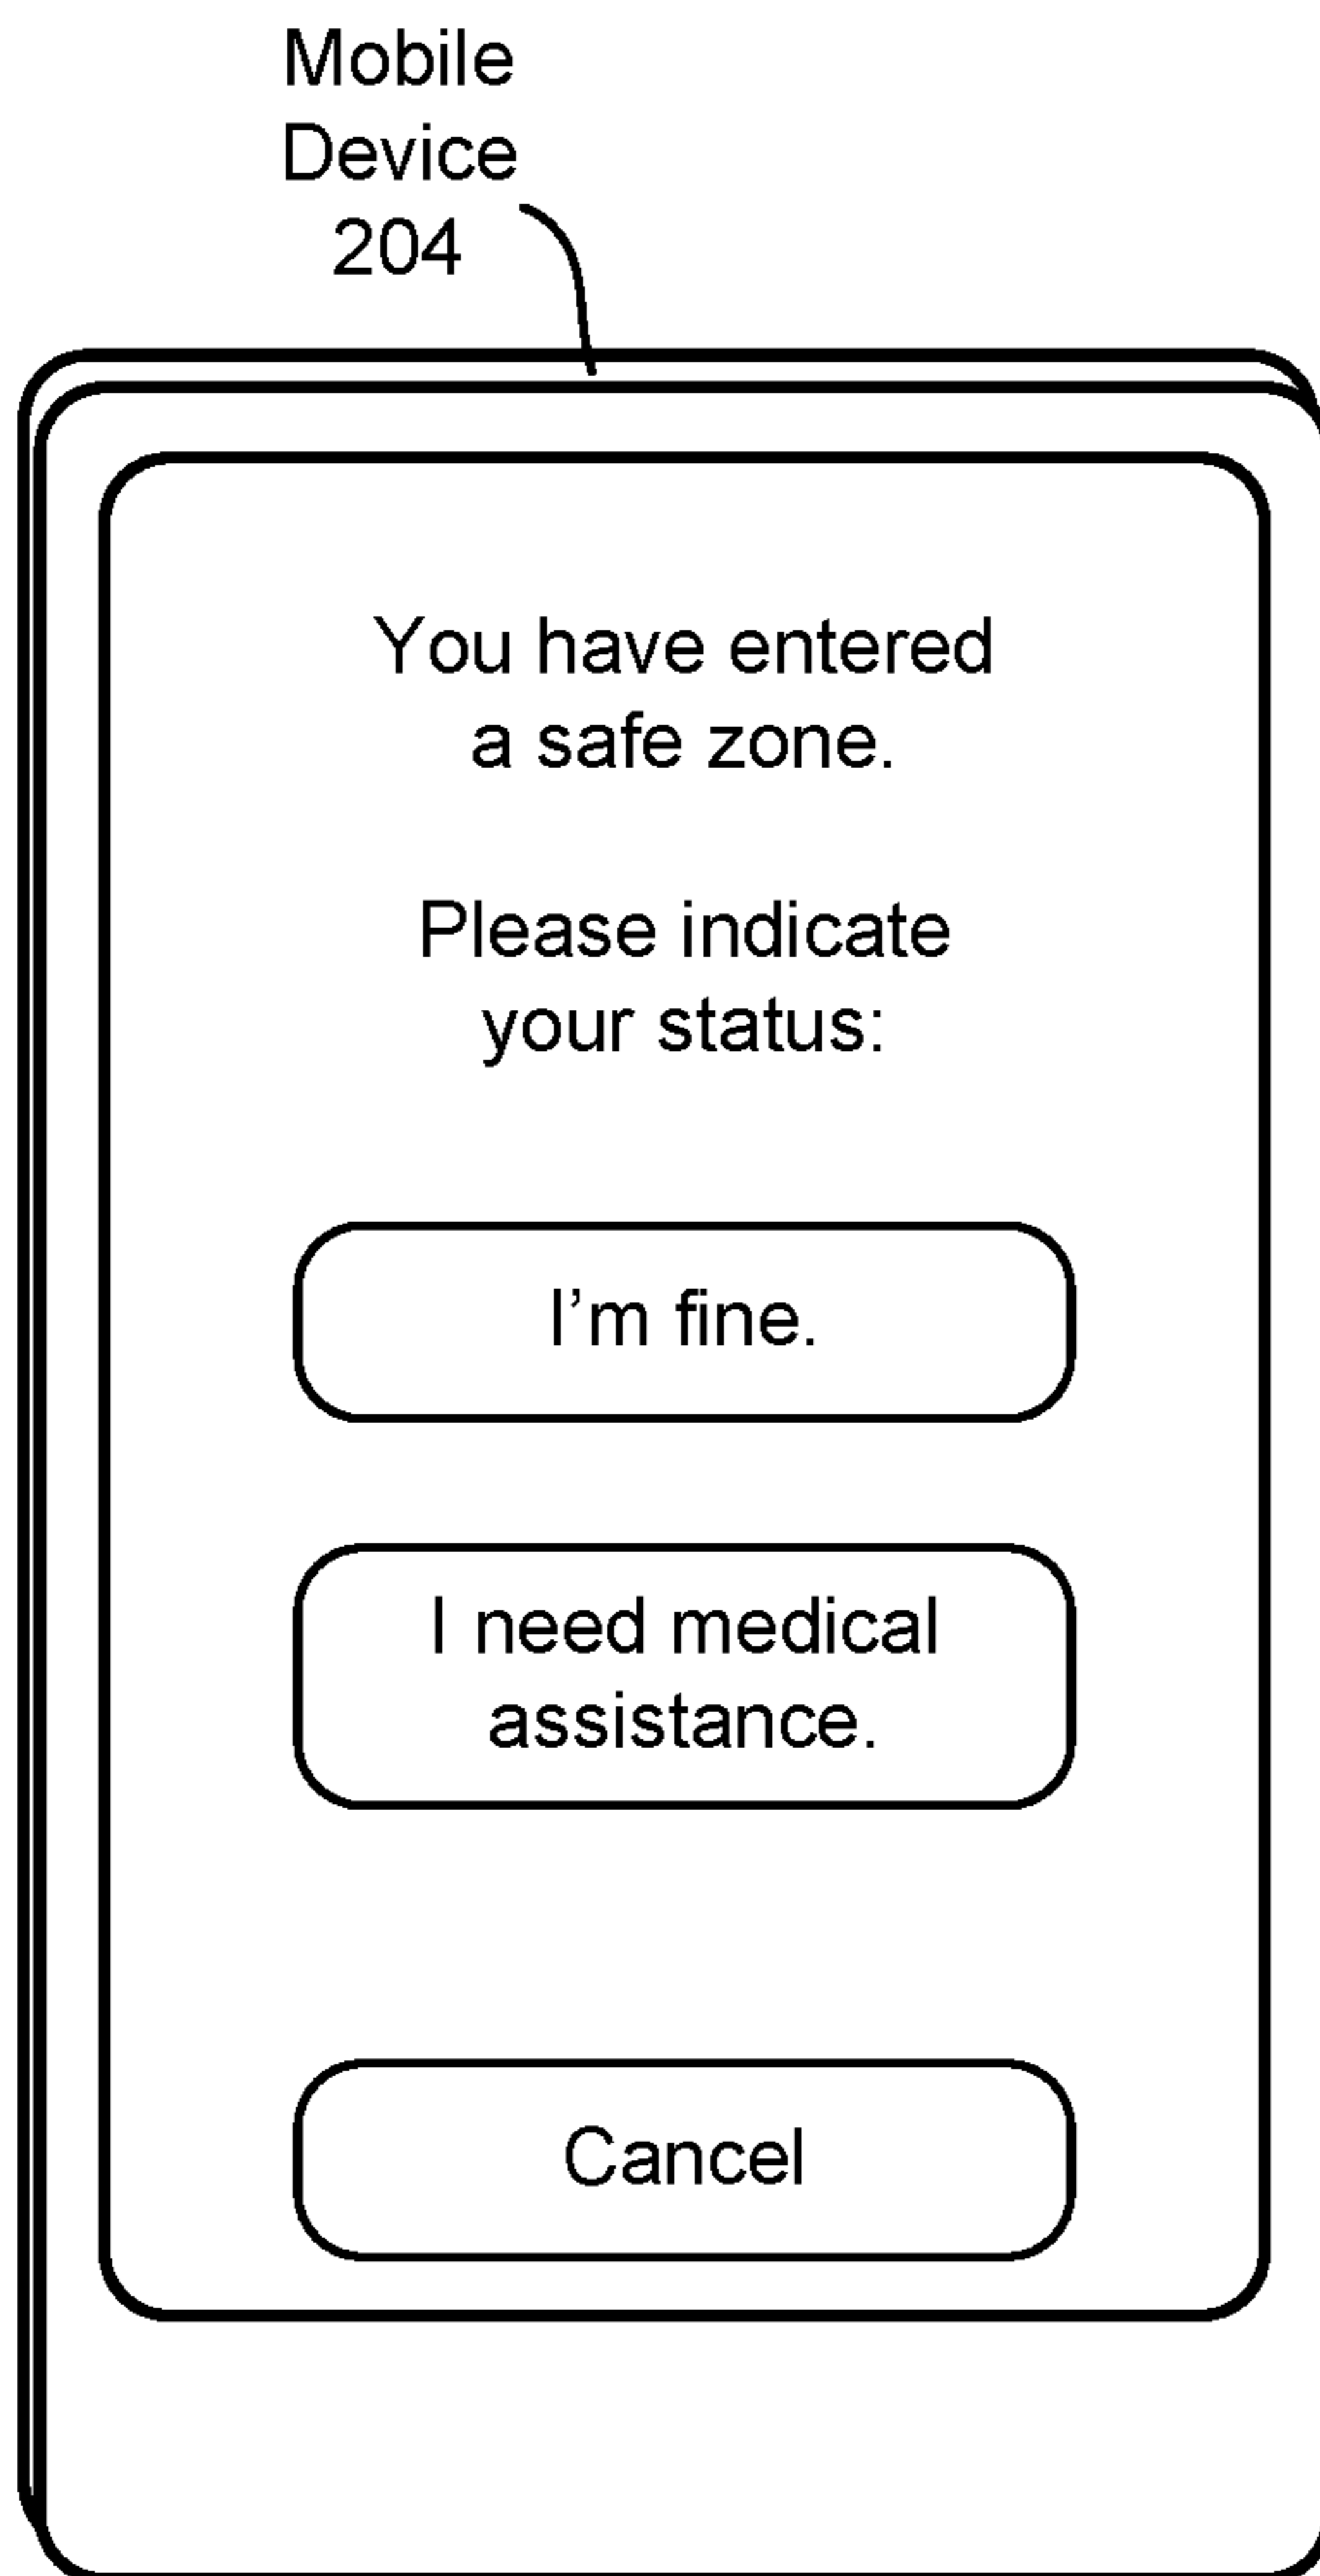 Mobile
Device
204
You have entered
a safe zone.
Please indicate
your status:
I’m fine.
I need medical
assistance.
Cancel